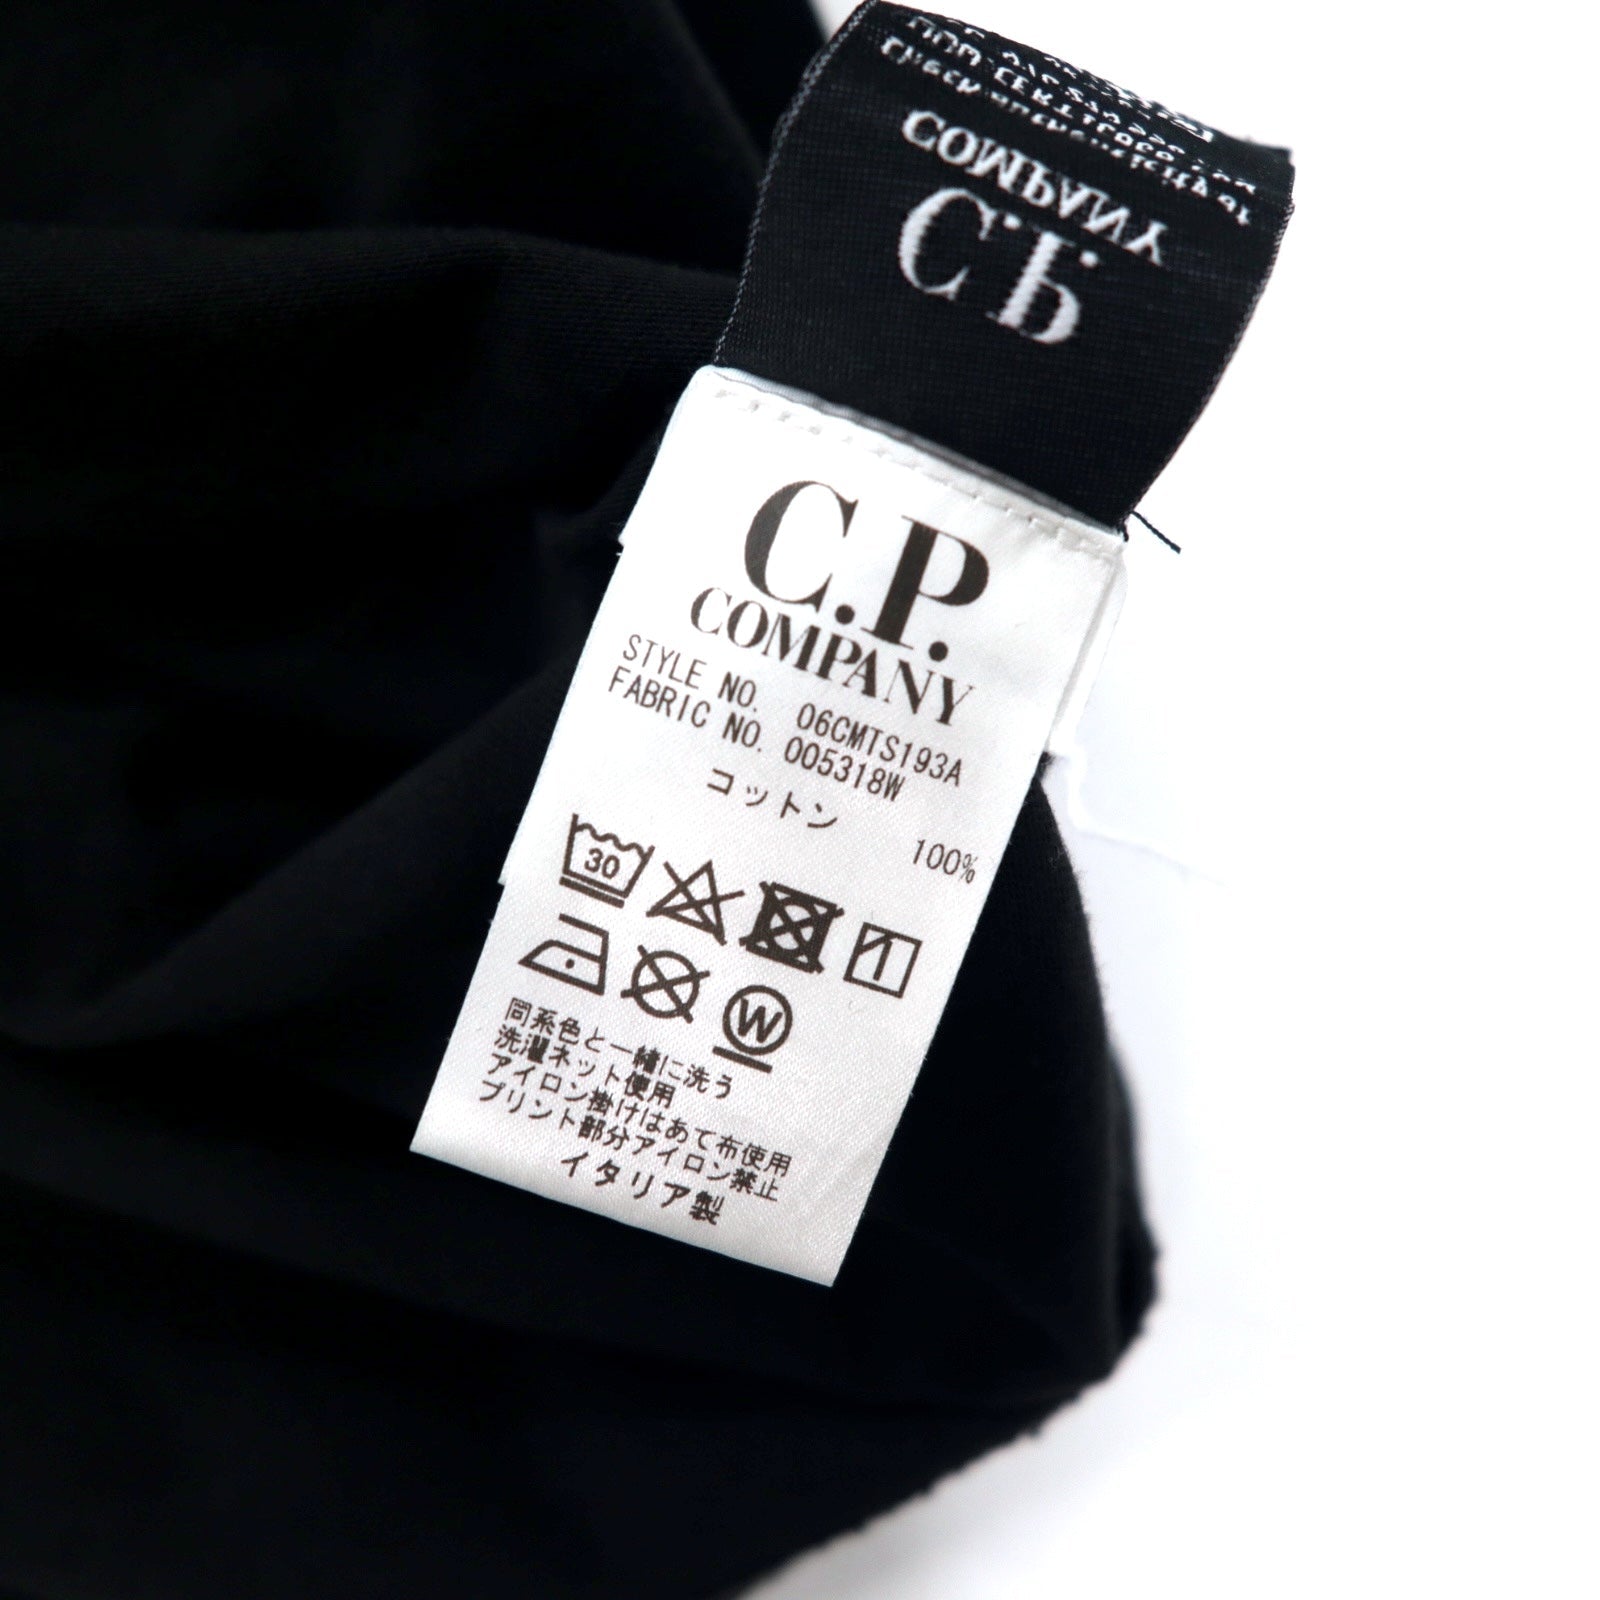 COMPANY
C.P.
C.P.
COMPANY
STYLE NO. 06CMTS193A
FABRIC NO. 005318W
コットン 100%
30
W
同系色と一緒に洗う
洗濯ネット使用
アイロン掛けはあて布使用
プリント部分アイロン禁止
イタリア製